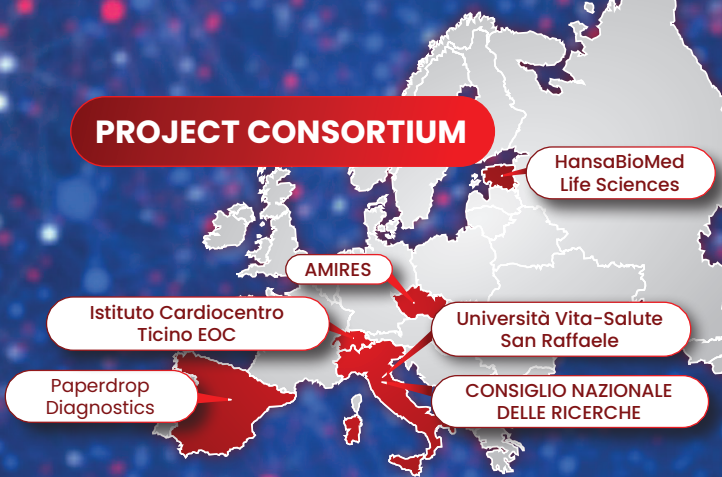 PROJECT CONSORTIUM
HansaBioMed
Life Sciences
AMIRES
Istituto Cardiocentro
Ticino EOC
Università Vita-Salute
San Raffaele
Paperdrop
Diagnostics
CONSIGLIO NAZIONALE
DELLE RICERCHE